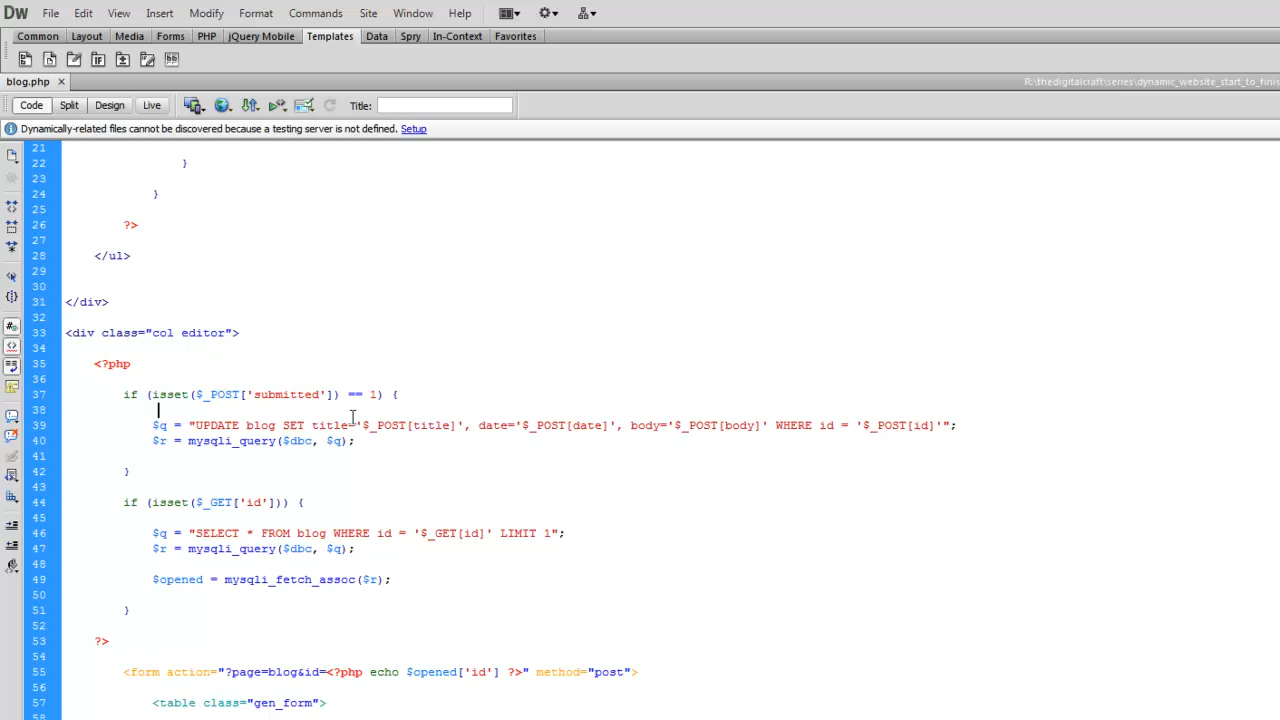 Dw File Edit View Insert Modify Format Commands Site Window Help
Common Layout Media Forms PHP jQuery Mobile Templates Data Spry In-Context Favorites
blog.php × R:\thedigitalcraft\series\dynamic_website_start_to_finis
Code Split Design Live Title:
Dynamically-related files cannot be discovered because a testing server is not defined. Setup
21
22 }
23
24 }
25
26 ?>
27
28 </ul>
29
30
31 </div>
32
33 <div class="col editor">
34
35 <?php
36
37 if (isset($_POST['submitted']) == 1) {
38
39 $q = "UPDATE blog SET title='$_POST[title]', date='$_POST[date]', body='$_POST[body]' WHERE id = '$_POST[id]'";
40 $r = mysqli_query($dbc, $q);
41
42 }
43
44 if (isset($_GET['id'])) {
45
46 $q = "SELECT * FROM blog WHERE id = '$_GET[id]' LIMIT 1";
47 $r = mysqli_query($dbc, $q);
48
49 $opened = mysqli_fetch_assoc($r);
50
51 }
52
53 ?>
54
55 <form action="?page=blog&id=<?php echo $opened['id'] ?>" method="post">
56
57 <table class="gen_form">
58